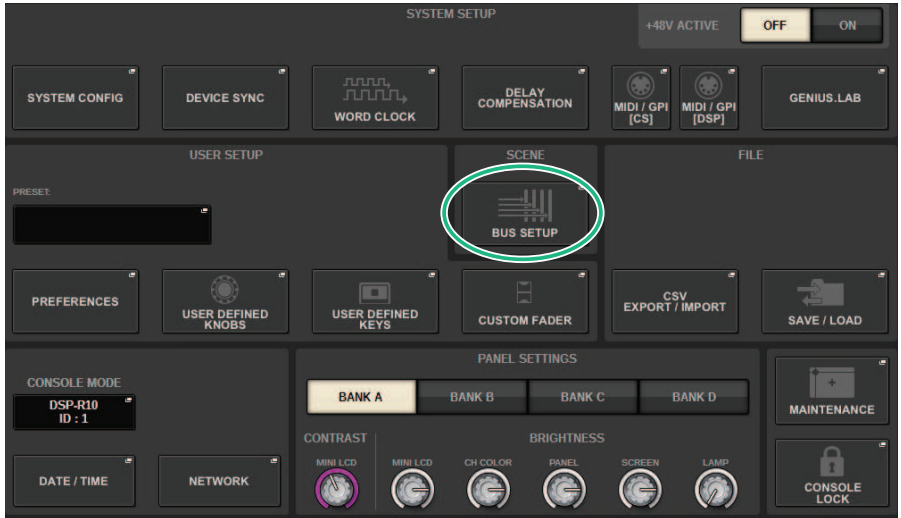 SYSTEM SETUP
+48V ACTIVE
OFF
ON
SYSTEM CONFIG
DEVICE SYNC
WORD CLOCK
DELAY
COMPENSATION
MIDI / GPI
[CS]
MIDI / GPI
[DSP]
GENIUS.LAB
USER SETUP
SCENE
FILE
PRESET:
BUS SETUP
PREFERENCES
USER DEFINED
KNOBS
USER DEFINED
KEYS
CUSTOM FADER
CSV
EXPORT / IMPORT
SAVE / LOAD
CONSOLE MODE
DSP-R10
ID : 1
PANEL SETTINGS
BANK A
BANK B
BANK C
BANK D
MAINTENANCE
CONTRAST
BRIGHTNESS
MINI LCD
MINI LCD
CH COLOR
PANEL
SCREEN
LAMP
DATE / TIME
NETWORK
CONSOLE
LOCK